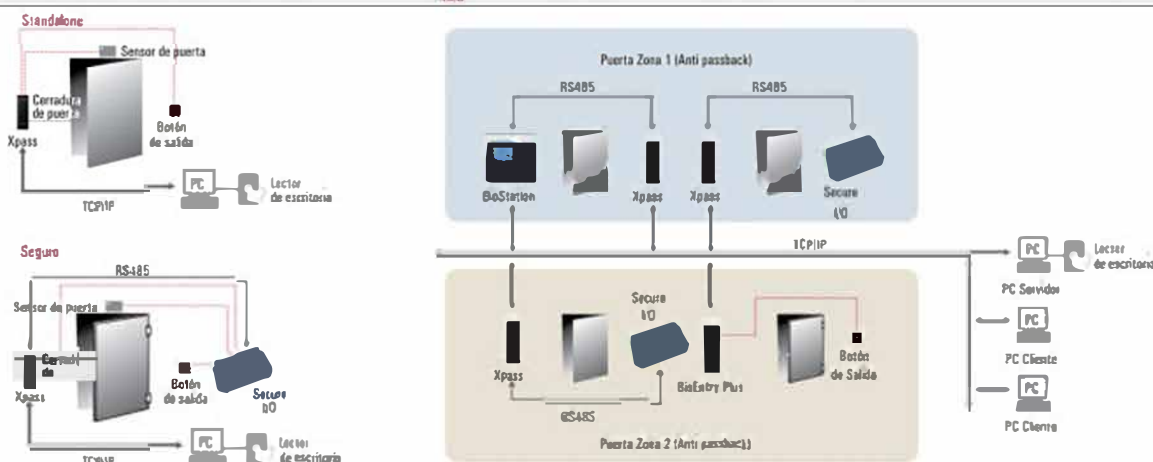 Standalone
Sensor de puerta
Cerradura
de puerta
Xpass
Botón
de salida
PC
Lector
de escritorio
TCP/IP
Seguro
RS485
Sensor de puerta
Xpass
Botón
de salida
Secure
I/O
PC
Lector
de escritorio
TCP/IP
Puerta Zona 1 (Anti passback)
RS485
RS485
BioStation
Xpass
Xpass
Secure
I/O
TCP/IP
PC
Lector
de escritorio
PC Servidor
PC
PC Cliente
PC
PC Cliente
Secure
I/O
Xpass
BioEntry Plus
Botón
de Salida
RS485
Puerta Zona 2 (Anti passback)